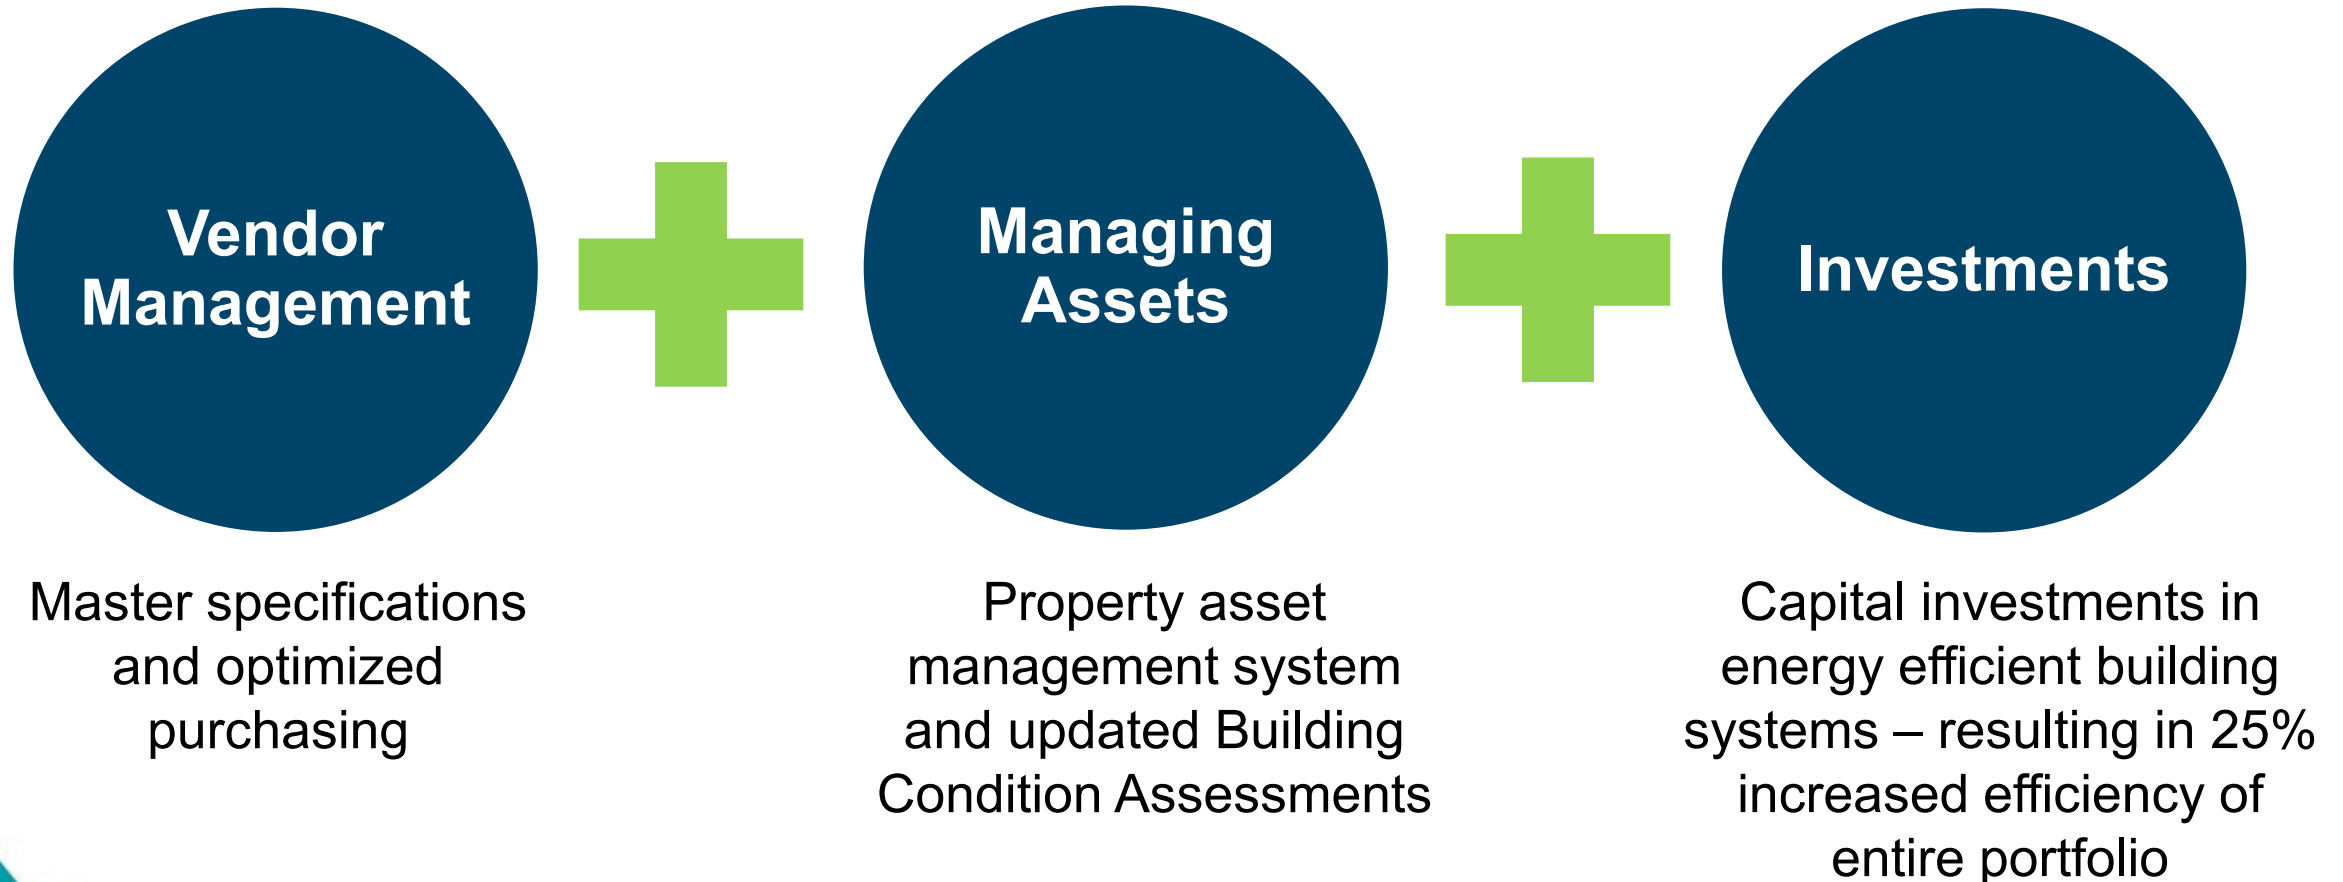 Vendor
Management
Managing
Assets
Investments
Master specifications
and optimized
purchasing
Property asset
management system
and updated Building
Condition Assessments
Capital investments in
energy efficient building
systems – resulting in 25%
increased efficiency of
entire portfolio